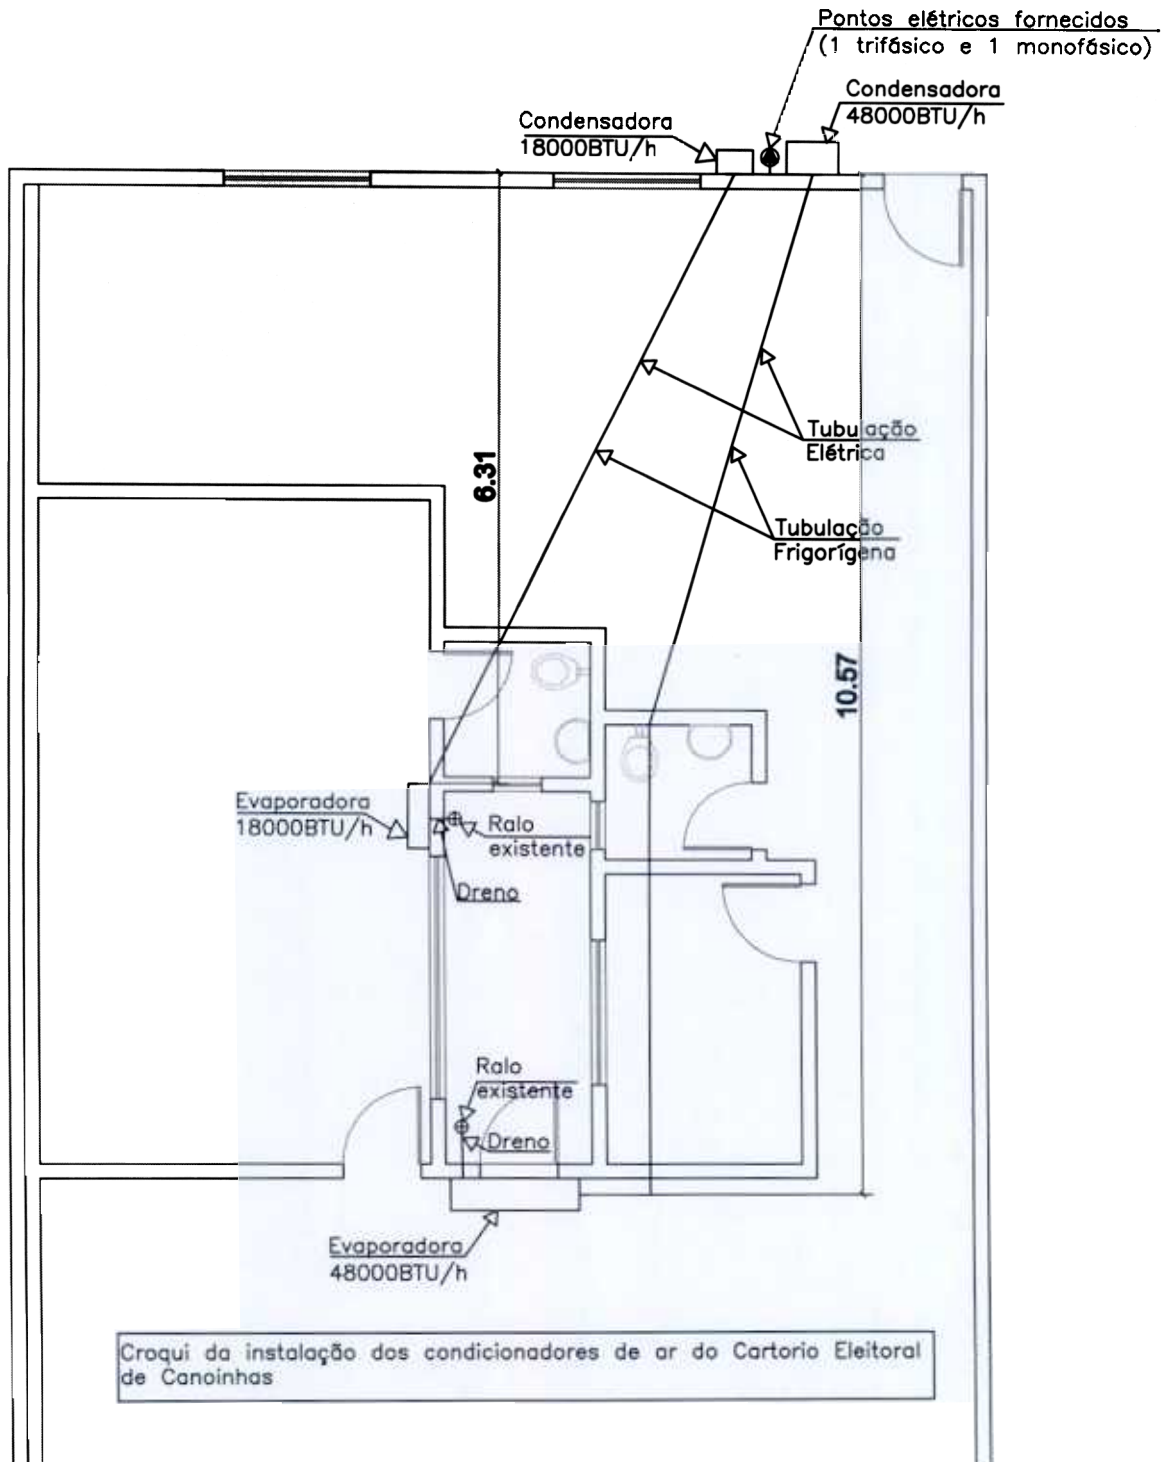 Pontos elétricos fornecidos
(1 trifásico e 1 monofásico)
Condensadora
48000BTU/h
Condensadora
18000BTU/h
Tubulação
Elétrica
6.31
Tubulação
Frigorígena
10.57
Evaporadora
18000BTU/h
Ralo
existente
Dreno
Ralo
existente
Dreno
Evaporadora
48000BTU/h
Croqui da instalação dos condicionadores de ar do Cartorio Eleitoral
de Canoinhas